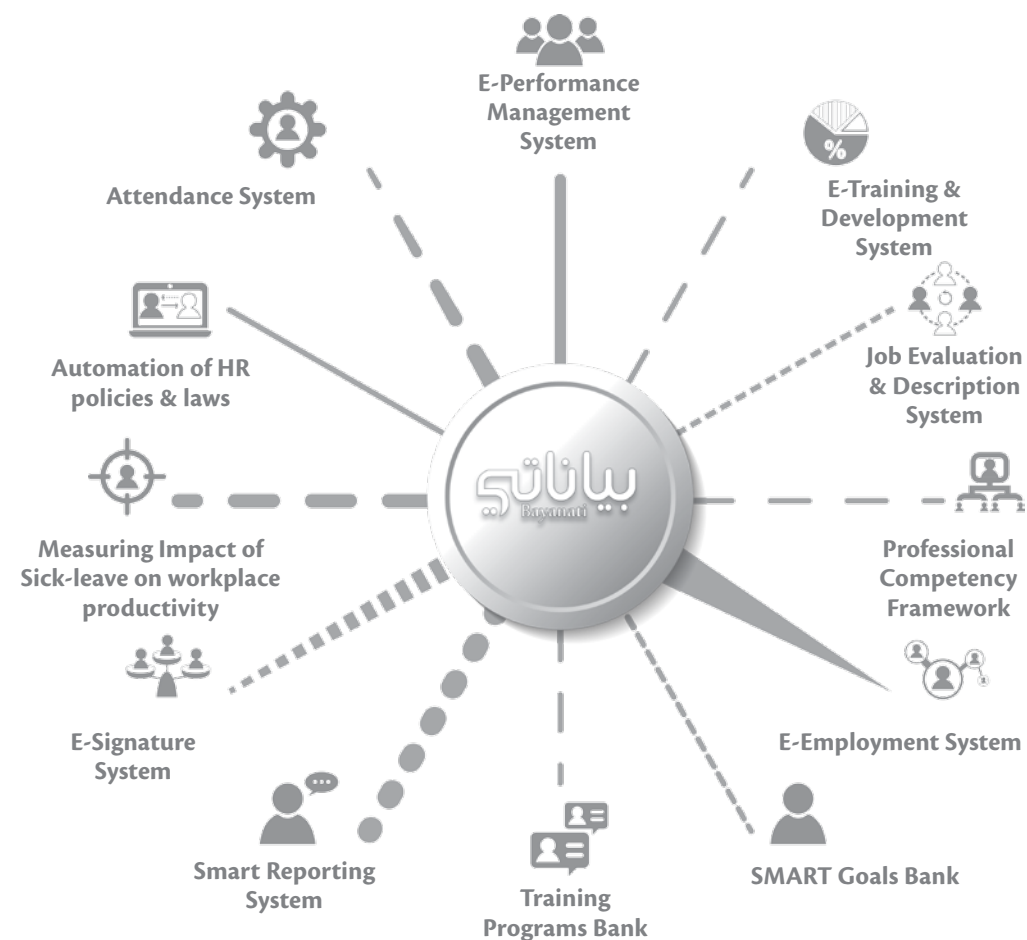 E-Performance
Management
System
E-Training &
Development
System
Job Evaluation
& Description
System
Professional
Competency
Framework
E-Employment System
SMART Goals Bank
Training
Programs Bank
Smart Reporting
System
E-Signature
System
Measuring Impact of
Sick-leave on workplace
productivity
Automation of HR
policies & laws
Attendance System
بياناتي
Bayanati
%